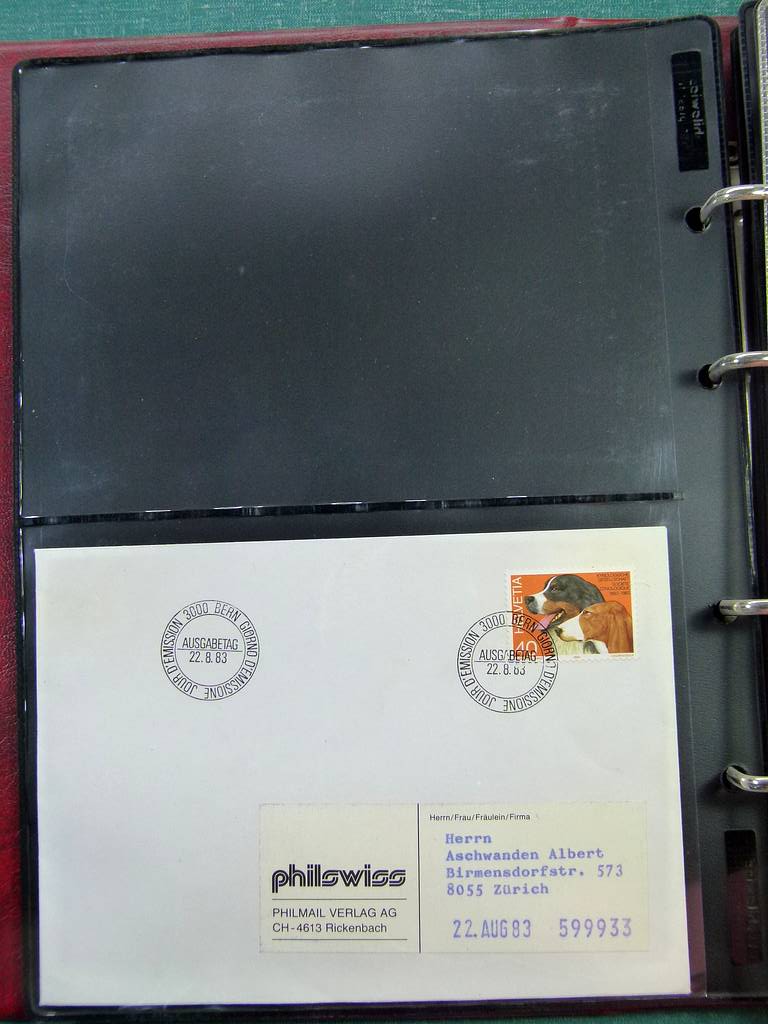 HELVETIA
40
JOUR D'EMISSION 3000 BERN GIORNO D'EMISSIONE
AUSGABETAG
22.8.83
JOUR D'EMISSION 3000 BERN GIORNO D'EMISSIONE
AUSGABETAG
22.8.83
philswiss
PHILMAIL VERLAG AG
CH-4613 Rickenbach
Herrn/Frau/Fräulein/Firma
Herrn
Aschwanden Albert
Birmensdorfstr. 573
8055 Zürich
22.AUG83 599933